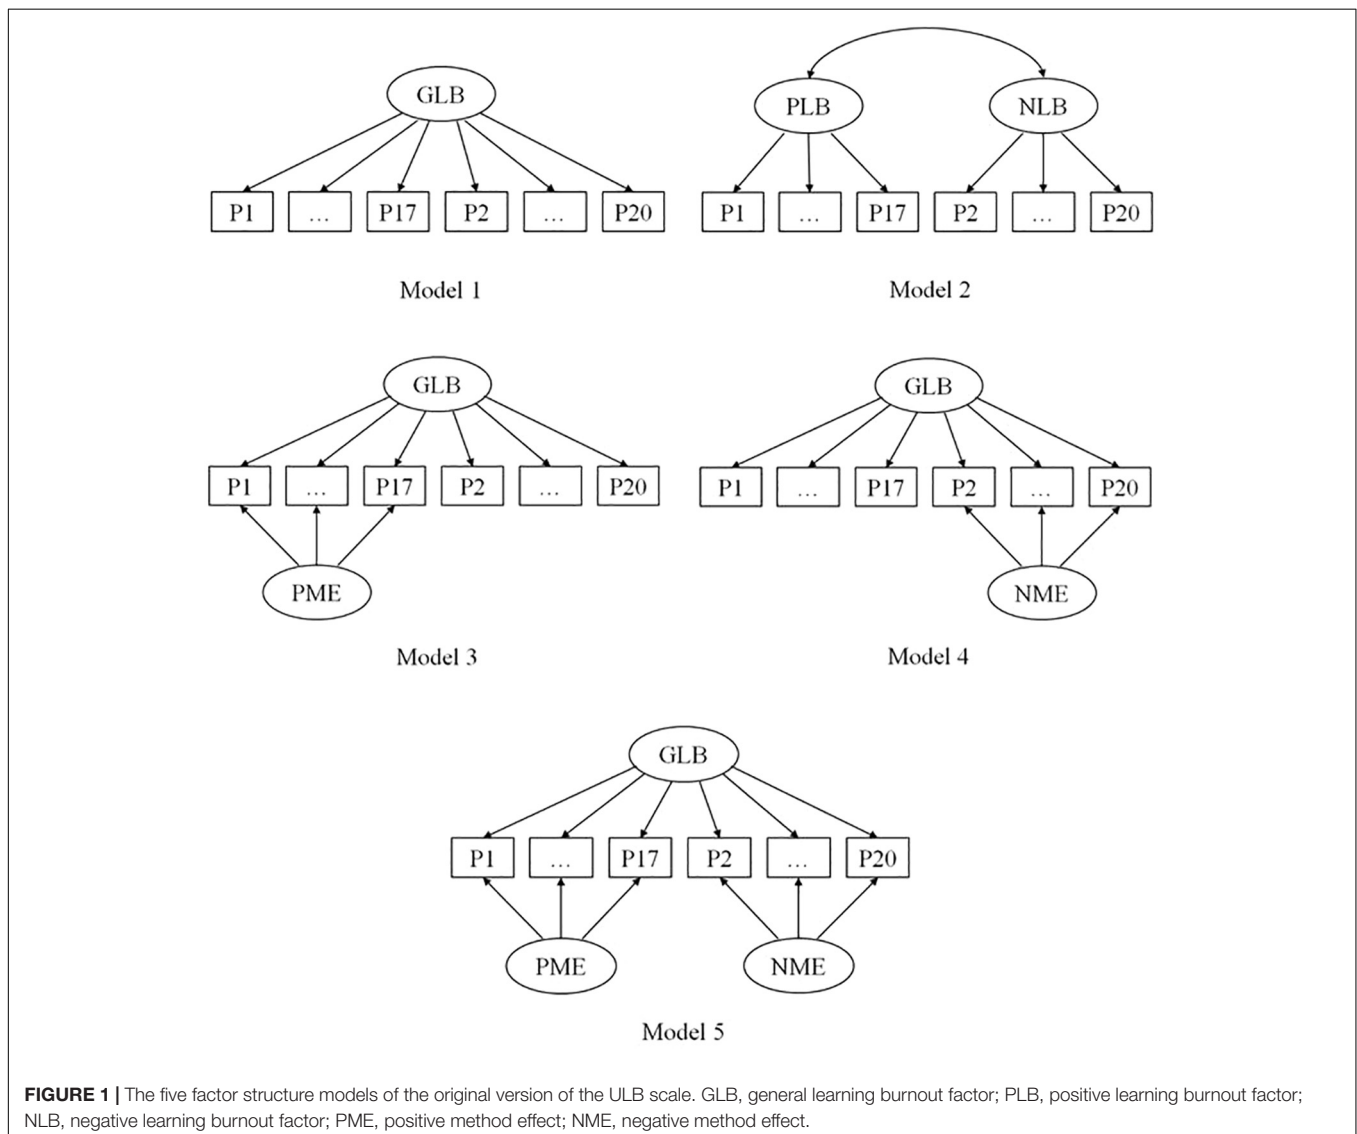 GLB
P1 … P17 P2 … P20
Model 1
PLB NLB
P1 … P17 P2 … P20
Model 2
GLB
P1 … P17 P2 … P20
PME
Model 3
GLB
P1 … P17 P2 … P20
NME
Model 4
GLB
P1 … P17 P2 … P20
PME NME
Model 5
FIGURE 1 | The five factor structure models of the original version of the ULB scale. GLB, general learning burnout factor; PLB, positive learning burnout factor;
NLB, negative learning burnout factor; PME, positive method effect; NME, negative method effect.